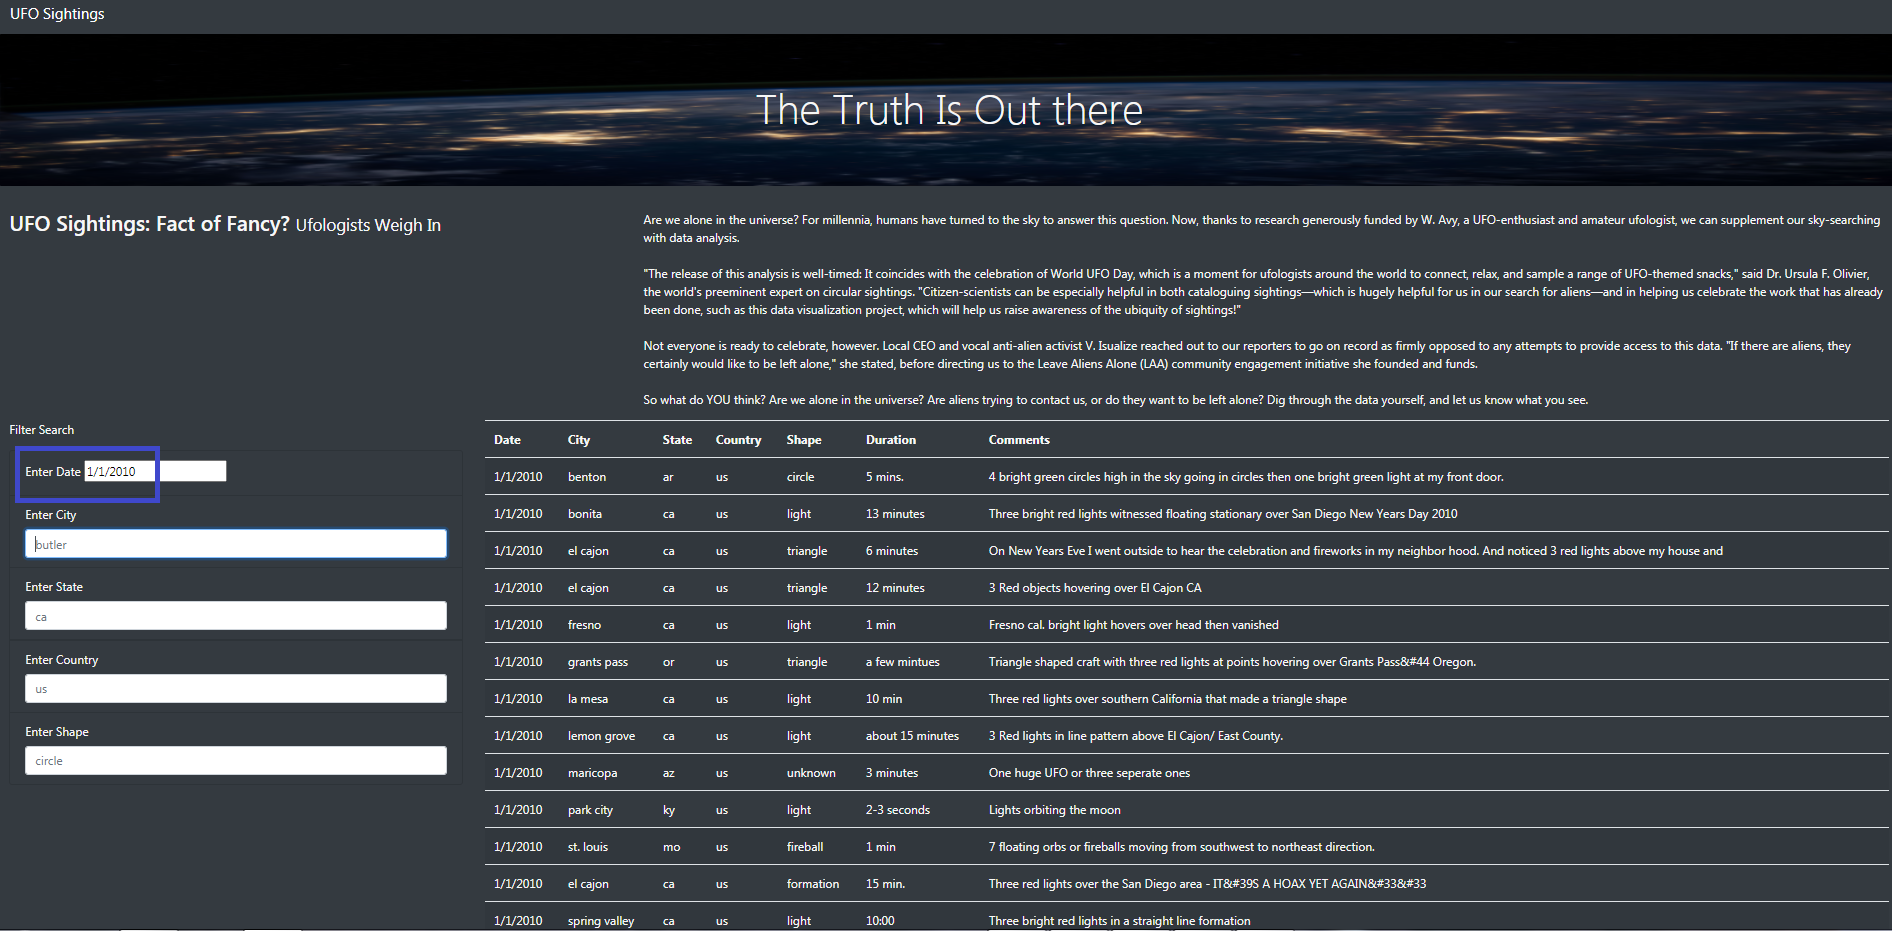 UFO Sightings
The Truth Is Out there
UFO Sightings: Fact of Fancy? Ufologists Weigh In
Are we alone in the universe? For millennia, humans have turned to the sky to answer this question. Now, thanks to research generously funded by W. Avy, a UFO-enthusiast and amateur ufologist, we can supplement our sky-searching
with data analysis.
"The release of this analysis is well-timed: It coincides with the celebration of World UFO Day, which is a moment for ufologists around the world to connect, relax, and sample a range of UFO-themed snacks," said Dr. Ursula F. Olivier,
the world's preeminent expert on circular sightings. "Citizen-scientists can be especially helpful in both cataloguing sightings—which is hugely helpful for us in our search for aliens—and in helping us celebrate the work that has already
been done, such as this data visualization project, which will help us raise awareness of the ubiquity of sightings!"
Not everyone is ready to celebrate, however. Local CEO and vocal anti-alien activist V. Isualize reached out to our reporters to go on record as firmly opposed to any attempts to provide access to this data. "If there are aliens, they
certainly would like to be left alone," she stated, before directing us to the Leave Aliens Alone (LAA) community engagement initiative she founded and funds.
So what do YOU think? Are we alone in the universe? Are aliens trying to contact us, or do they want to be left alone? Dig through the data yourself, and let us know what you see.
Filter Search
Enter Date 1/1/2010
Enter City
butler
Enter State
ca
Enter Country
us
Enter Shape
circle
Date City State Country Shape Duration Comments
1/1/2010 benton ar us circle 5 mins. 4 bright green circles high in the sky going in circles then one bright green light at my front door.
1/1/2010 bonita ca us light 13 minutes Three bright red lights witnessed floating stationary over San Diego New Years Day 2010
1/1/2010 el cajon ca us triangle 6 minutes On New Years Eve I went outside to hear the celebration and fireworks in my neighbor hood. And noticed 3 red lights above my house and
1/1/2010 el cajon ca us triangle 12 minutes 3 Red objects hovering over El Cajon CA
1/1/2010 fresno ca us light 1 min Fresno cal. bright light hovers over head then vanished
1/1/2010 grants pass or us triangle a few mintues Triangle shaped craft with three red lights at points hovering over Grants Pass&#44 Oregon.
1/1/2010 la mesa ca us light 10 min Three red lights over southern California that made a triangle shape
1/1/2010 lemon grove ca us light about 15 minutes 3 Red lights in line pattern above El Cajon/ East County.
1/1/2010 maricopa az us unknown 3 minutes One huge UFO or three seperate ones
1/1/2010 park city ky us light 2-3 seconds Lights orbiting the moon
1/1/2010 st. louis mo us fireball 1 min 7 floating orbs or fireballs moving from southwest to northeast direction.
1/1/2010 el cajon ca us formation 15 min. Three red lights over the San Diego area - IT&#39S A HOAX YET AGAIN&#33&#33
1/1/2010 spring valley ca us light 10:00 Three bright red lights in a straight line formation